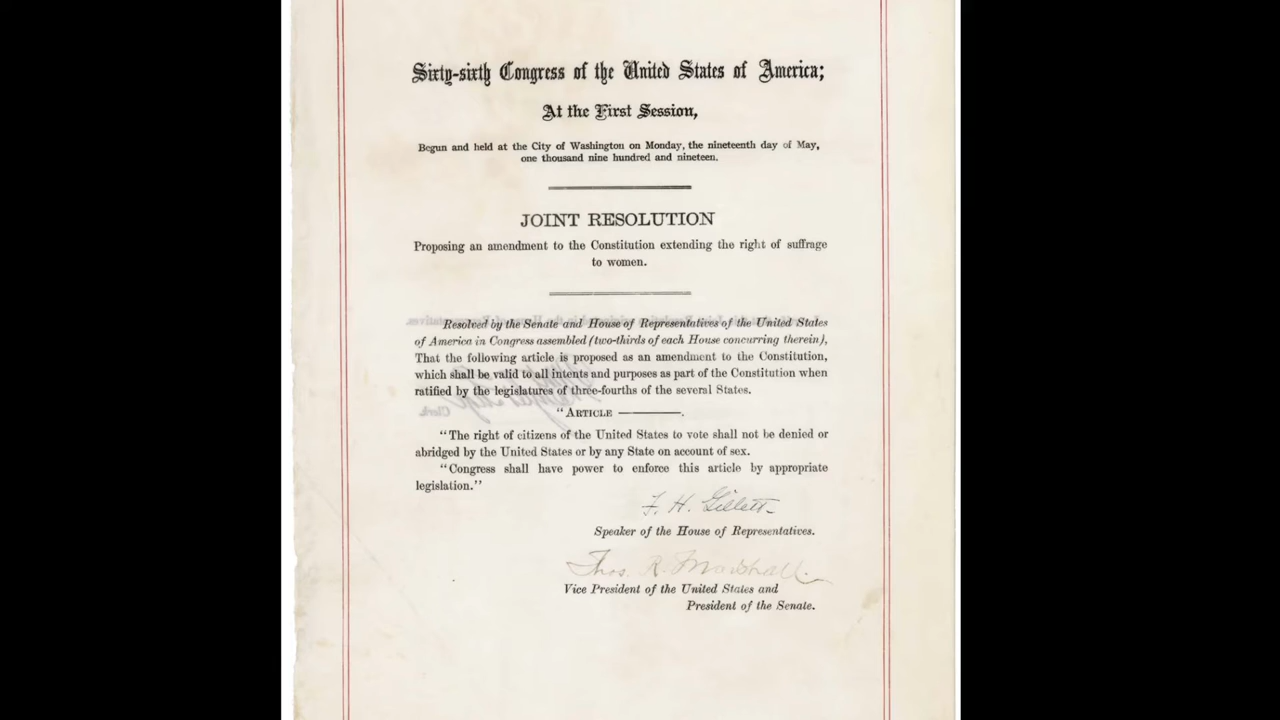 Sixty-sixth Congress of the United States of America;
At the First Session,
Begun and held at the City of Washington on Monday, the nineteenth day of May,
one thousand nine hundred and nineteen.
JOINT RESOLUTION
Proposing an amendment to the Constitution extending the right of suffrage
to women.
Resolved by the Senate and House of Representatives of the United States
of America in Congress assembled (two-thirds of each House concurring therein),
That the following article is proposed as an amendment to the Constitution,
which shall be valid to all intents and purposes as part of the Constitution when
ratified by the legislatures of three-fourths of the several States.
"ARTICLE ————.
"The right of citizens of the United States to vote shall not be denied or
abridged by the United States or by any State on account of sex.
"Congress shall have power to enforce this article by appropriate
legislation."
F. H. Gillett
Speaker of the House of Representatives.
Thos. R. Marshall
Vice President of the United States and
President of the Senate.